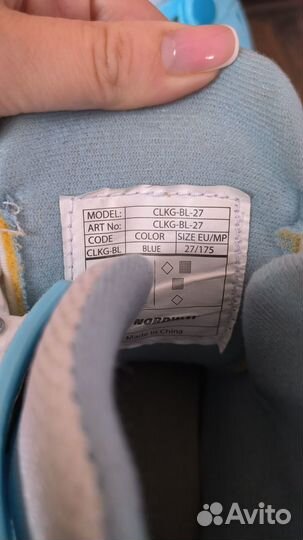 MODEL: CLKG-BL-27
ART No: CLKG-BL-27
CODE COLOR SIZE EU/MP
CLKG-BL BLUE 27/175
Made in China
Avito